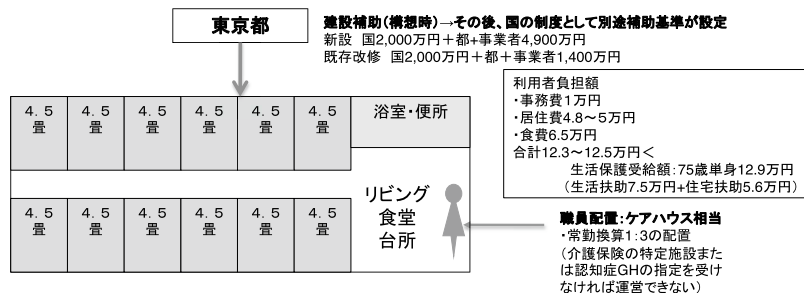 東京都
建設補助(構想時)→その後、国の制度として別途補助基準が設定
新設 国2,000万円+都+事業者4,900万円
既存改修 国2,000万円+都+事業者1,400万円
利用者負担額
・事務費1万円
・居住費4.8~5万円
・食費6.5万円
合計12.3~12.5万円<
生活保護受給額:75歳単身12.9万円
(生活扶助7.5万円+住宅扶助5.6万円)
4.5畳
4.5畳
4.5畳
4.5畳
4.5畳
4.5畳
浴室・便所
リビング
食堂
台所
4.5畳
4.5畳
4.5畳
4.5畳
4.5畳
4.5畳
職員配置:ケアハウス相当
・常勤換算1:3の配置
(介護保険の特定施設また
は認知症GHの指定を受け
なければ運営できない)